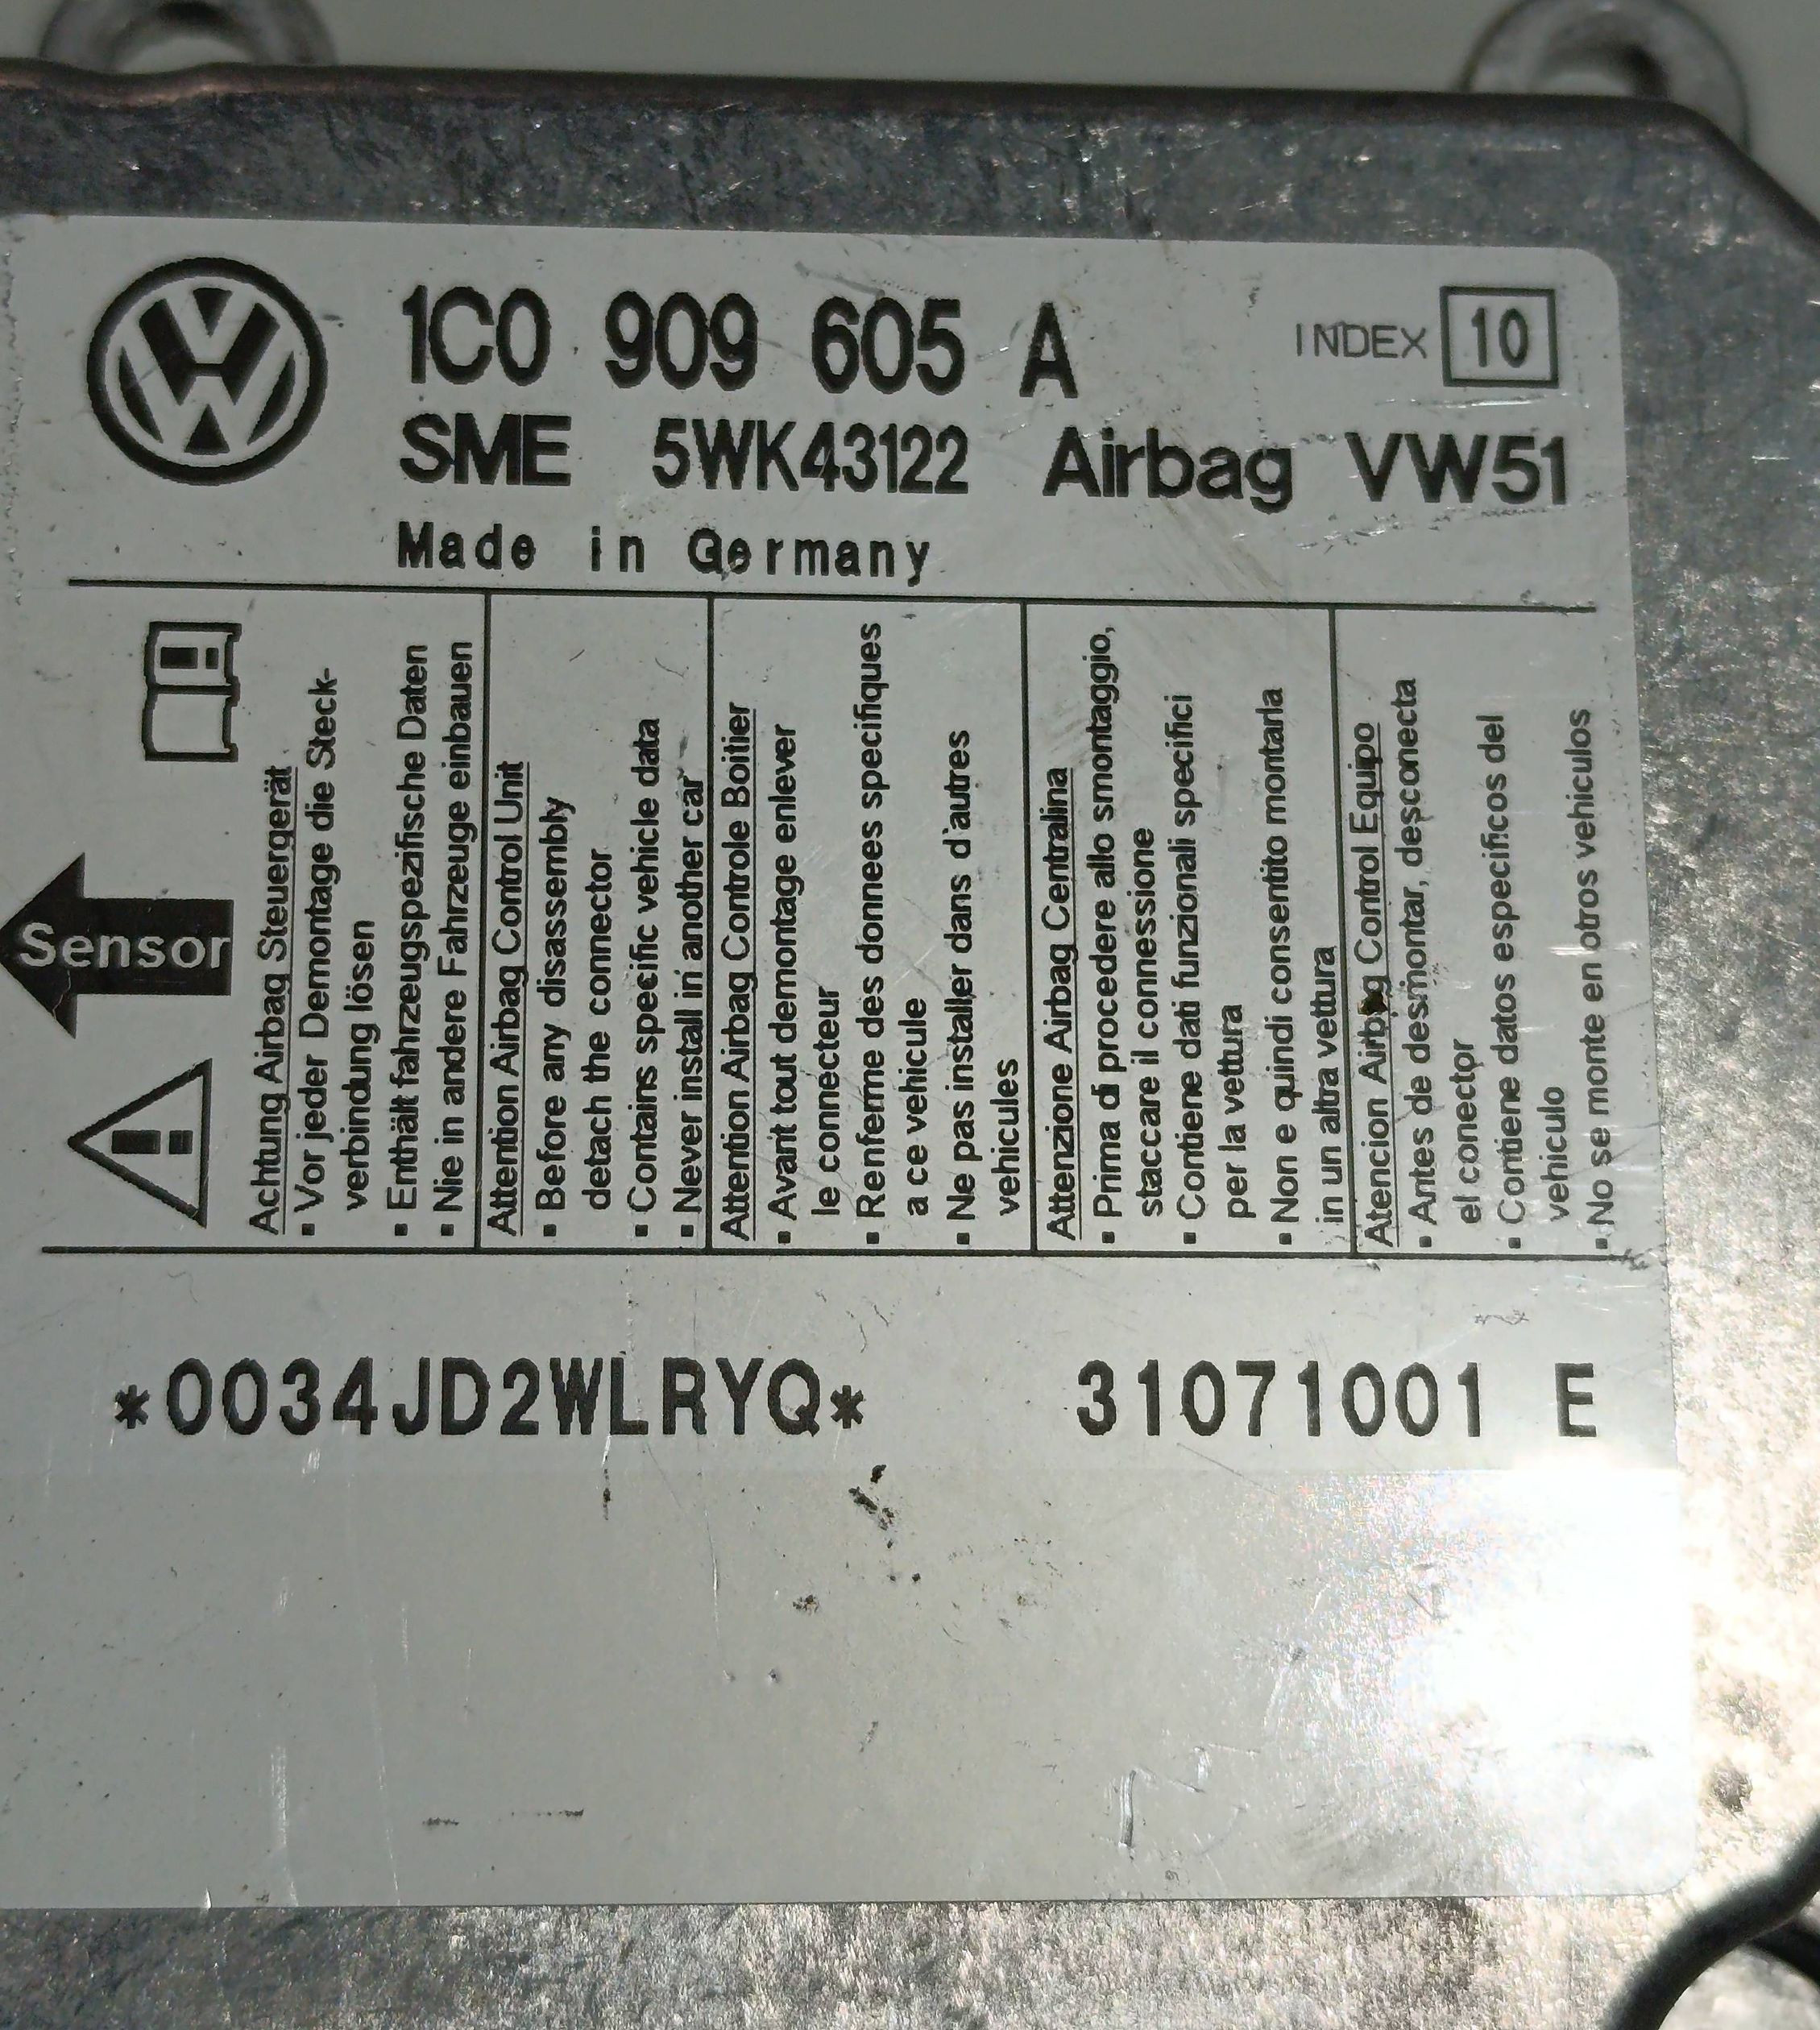 1C0 909 605 A INDEX 10
SME 5WK43122 Airbag VW51
Made in Germany
Sensor
Achtung Airbag Steuergerät
▪ Vor jeder Demontage die Steck-
verbindung lösen
▪ Enthält fahrzeugspezifische Daten
▪ Nie in andere Fahrzeuge einbauen
Attention Airbag Control Unit
▪ Before any disassembly
detach the connector
▪ Contains specific vehicle data
▪ Never install in another car
Attention Airbag Controle Boitier
▪ Avant tout demontage enlever
le connecteur
▪ Renferme des donnees specifiques
a ce vehicule
▪ Ne pas installer dans d'autres
vehicules
Attenzione Airbag Centralina
▪ Prima di procedere allo smontaggio,
staccare il connessione
▪ Contiene dati funzionali specifici
per la vettura
▪ Non e quindi consentito montarla
in un altra vettura
Atencion Airbag Control Equipo
▪ Antes de desmontar, desconecta
el conector
▪ Contiene datos especificos del
vehiculo
▪ No se monte en otros vehiculos
*0034JD2WLRYQ* 31071001 E